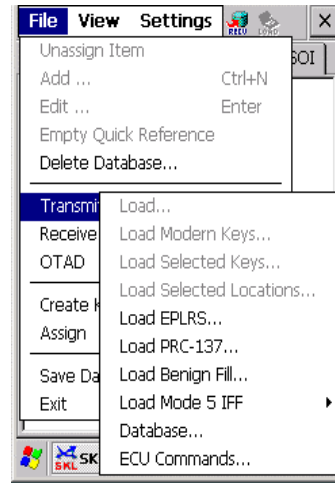 File View Settings RECV LOAD
Unassign Item SOI
Add ... Ctrl+N
Edit ... Enter
Empty Quick Reference
Delete Database...
Transmi Load...
Receive Load Modern Keys...
OTAD Load Selected Keys...
Load Selected Locations...
Create Load EPLRS...
Assign Load PRC-137...
Save Da Load Benign Fill...
Exit Load Mode 5 IFF
Database...
SKL SK ECU Commands...